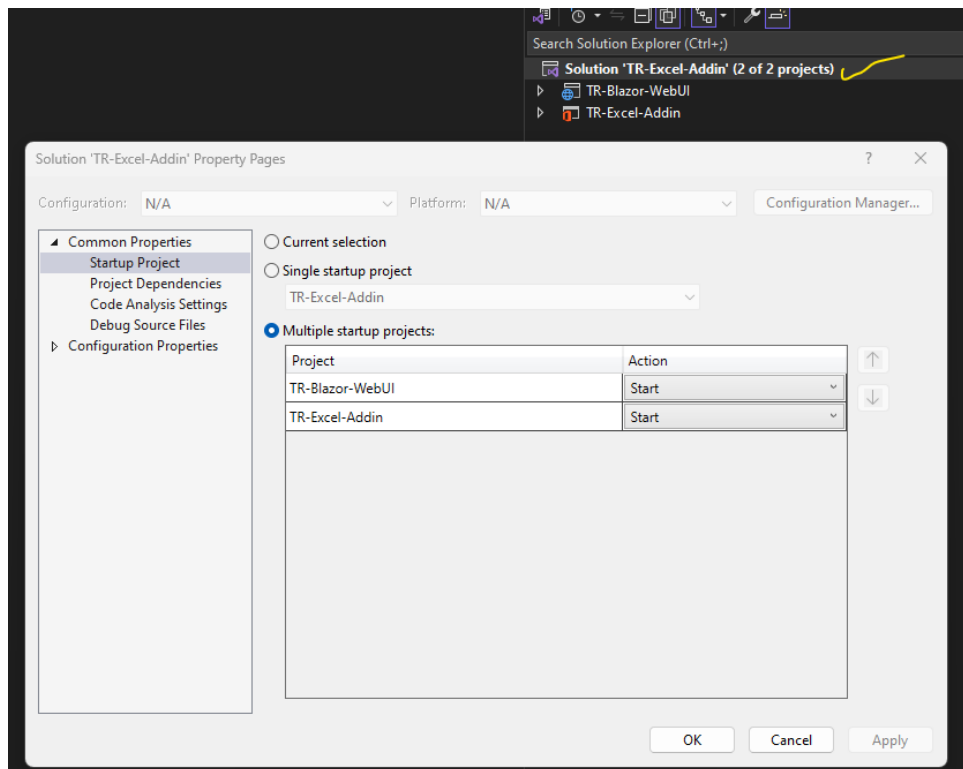 Search Solution Explorer (Ctrl+;)
Solution 'TR-Excel-Addin' (2 of 2 projects)
TR-Blazor-WebUI
TR-Excel-Addin
Solution 'TR-Excel-Addin' Property Pages
Configuration: N/A Platform: N/A Configuration Manager...
Common Properties
Startup Project
Project Dependencies
Code Analysis Settings
Debug Source Files
Configuration Properties
Current selection
Single startup project
TR-Excel-Addin
Multiple startup projects:
Project Action
TR-Blazor-WebUI Start
TR-Excel-Addin Start
OK Cancel Apply